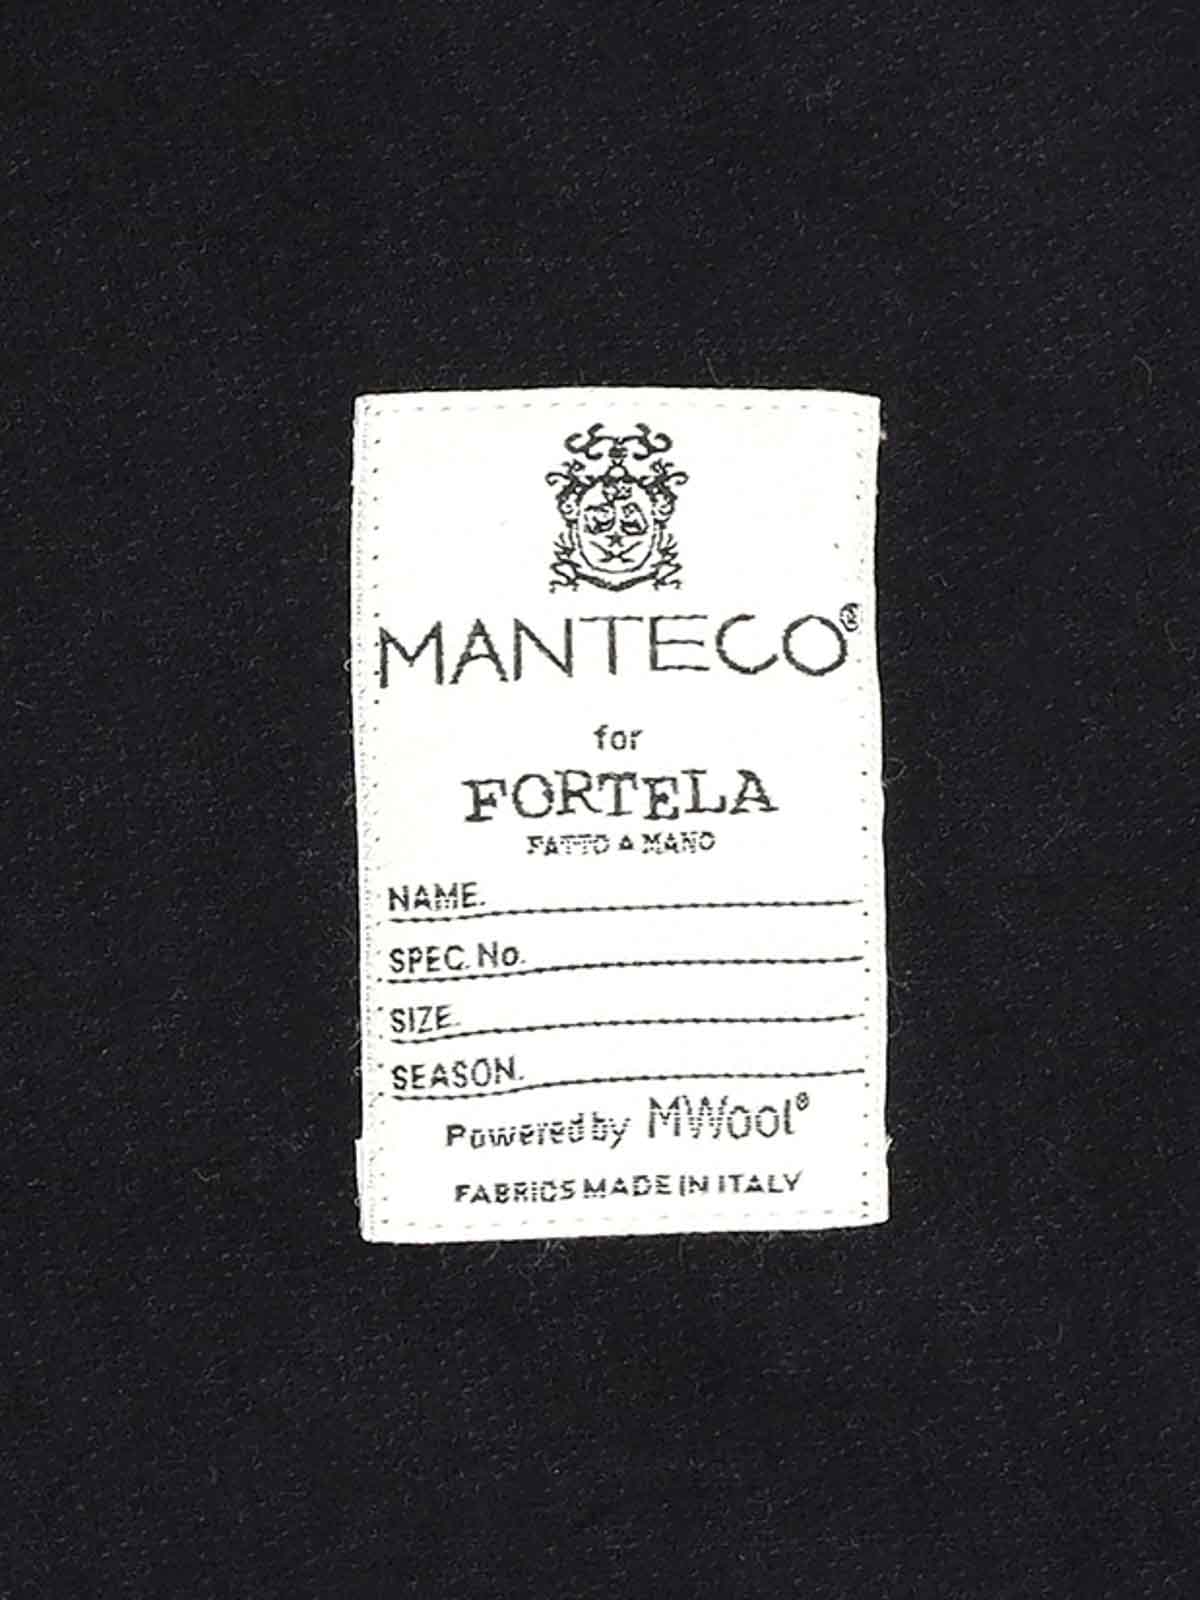 MANTECO®
for
FORTELA
FATTO A MANO
NAME.
SPEC. No.
SIZE.
SEASON.
Powered by MWool®
FABRICS MADE IN ITALY